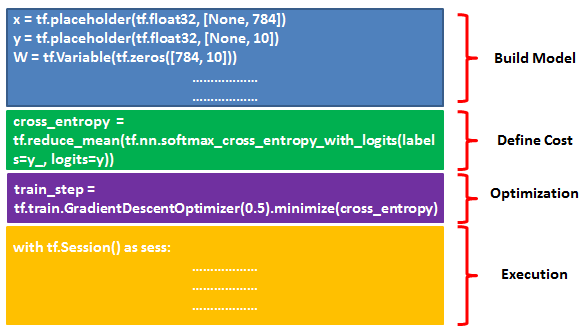 x = tf.placeholder(tf.float32, [None, 784])
y = tf.placeholder(tf.float32, [None, 10])
W = tf.Variable(tf.zeros([784, 10]))
..................
..................
Build Model
cross_entropy =
tf.reduce_mean(tf.nn.softmax_cross_entropy_with_logits(label
s=y_, logits=y))
Define Cost
train_step =
tf.train.GradientDescentOptimizer(0.5).minimize(cross_entropy)
Optimization
with tf.Session() as sess:
..................
..................
..................
Execution